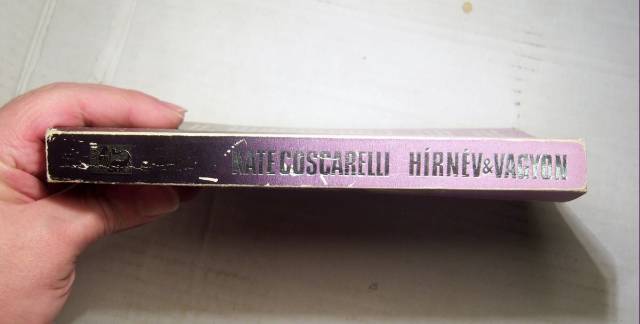 KATE COSCARELLI HÍRNÉV & VAGYON